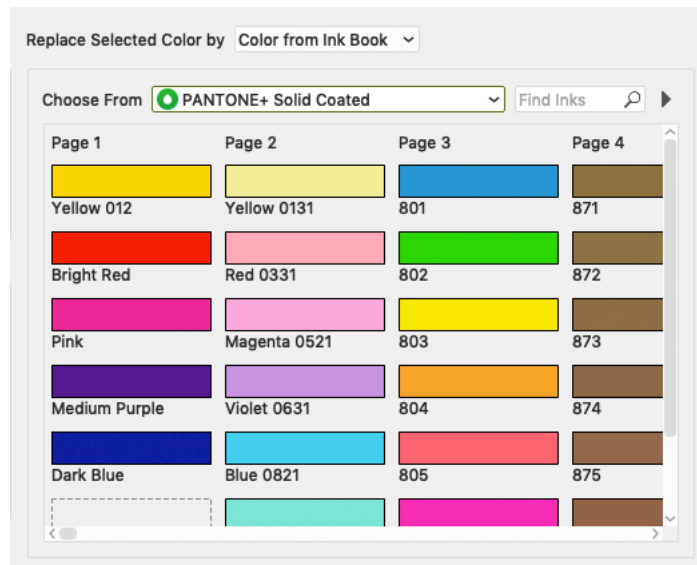 Replace Selected Color by Color from Ink Book
Choose From PANTONE+ Solid Coated Find Inks
Page 1 Page 2 Page 3 Page 4
Yellow 012 Yellow 0131 801 871
Bright Red Red 0331 802 872
Pink Magenta 0521 803 873
Medium Purple Violet 0631 804 874
Dark Blue Blue 0821 805 875